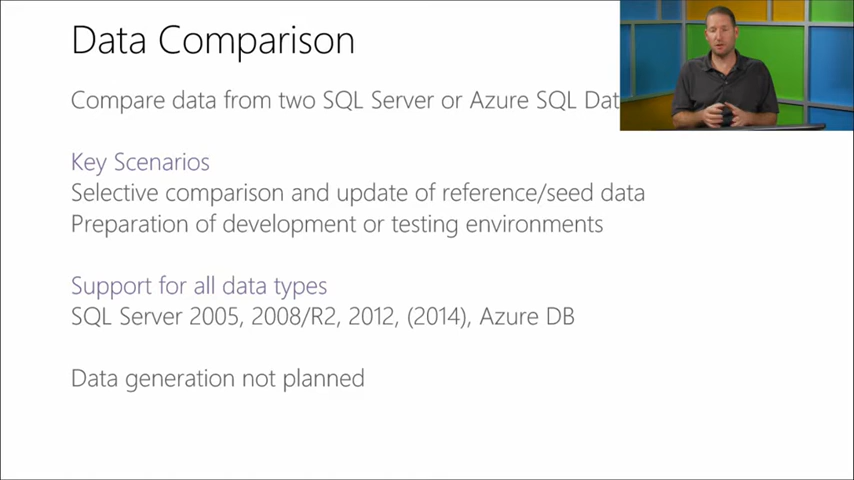 Data Comparison
Compare data from two SQL Server or Azure SQL
Key Scenarios
Selective comparison and update of reference/seed data
Preparation of development or testing environments
Support for all data types
SQL Server 2005, 2008/R2, 2012, (2014), Azure DB
Data generation not planned